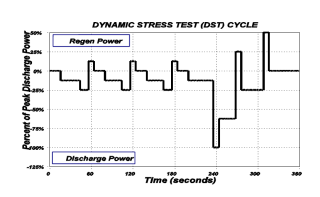 DYNAMIC STRESS TEST (DST) CYCLE
Percent of Peak Discharge Power
50%
25%
0%
-25%
-50%
-75%
-100%
-125%
Regen Power
Discharge Power
0 60 120 180 240 300 360
Time (seconds)